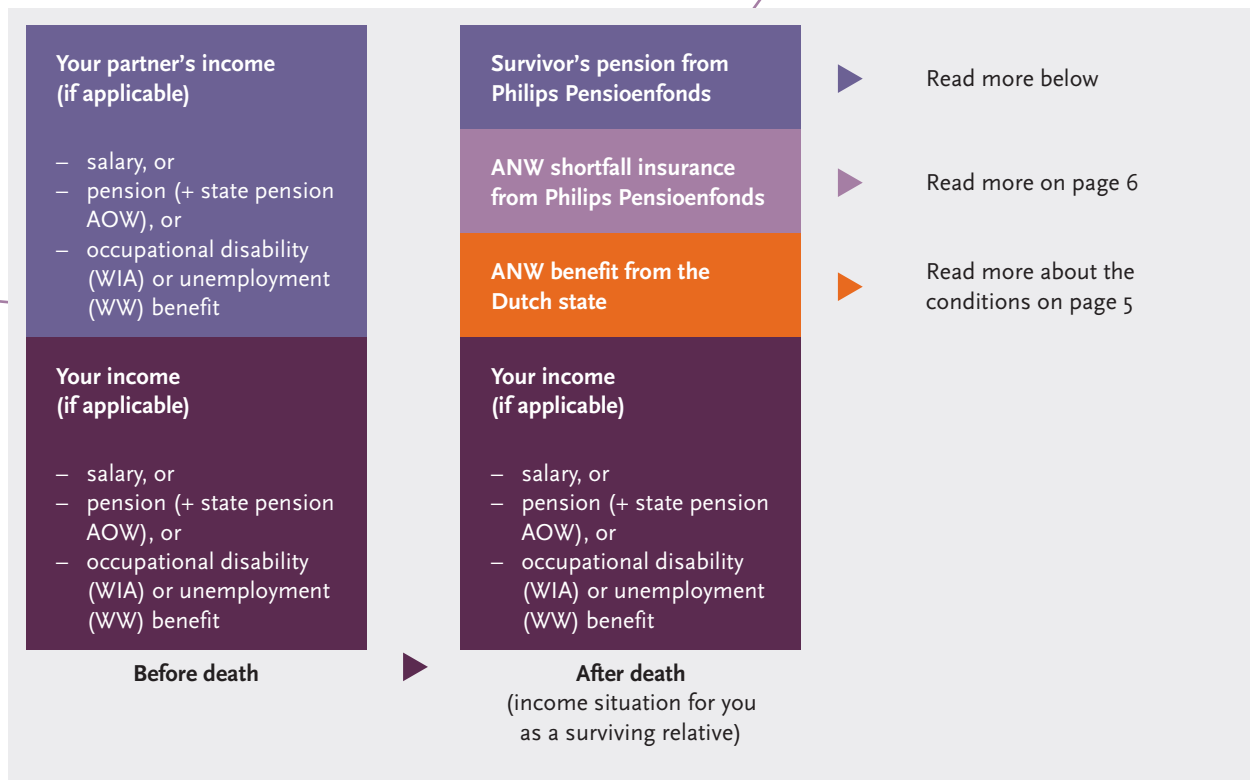 Your partner's income
(if applicable)
– salary, or
– pension (+ state pension
AOW), or
– occupational disability
(WIA) or unemployment
(WW) benefit
Your income
(if applicable)
– salary, or
– pension (+ state pension
AOW), or
– occupational disability
(WIA) or unemployment
(WW) benefit
Before death
Survivor's pension from
Philips Pensioenfonds
Read more below
ANW shortfall insurance
from Philips Pensioenfonds
Read more on page 6
ANW benefit from the
Dutch state
Read more about the
conditions on page 5
Your income
(if applicable)
– salary, or
– pension (+ state pension
AOW), or
– occupational disability
(WIA) or unemployment
(WW) benefit
After death
(income situation for you
as a surviving relative)